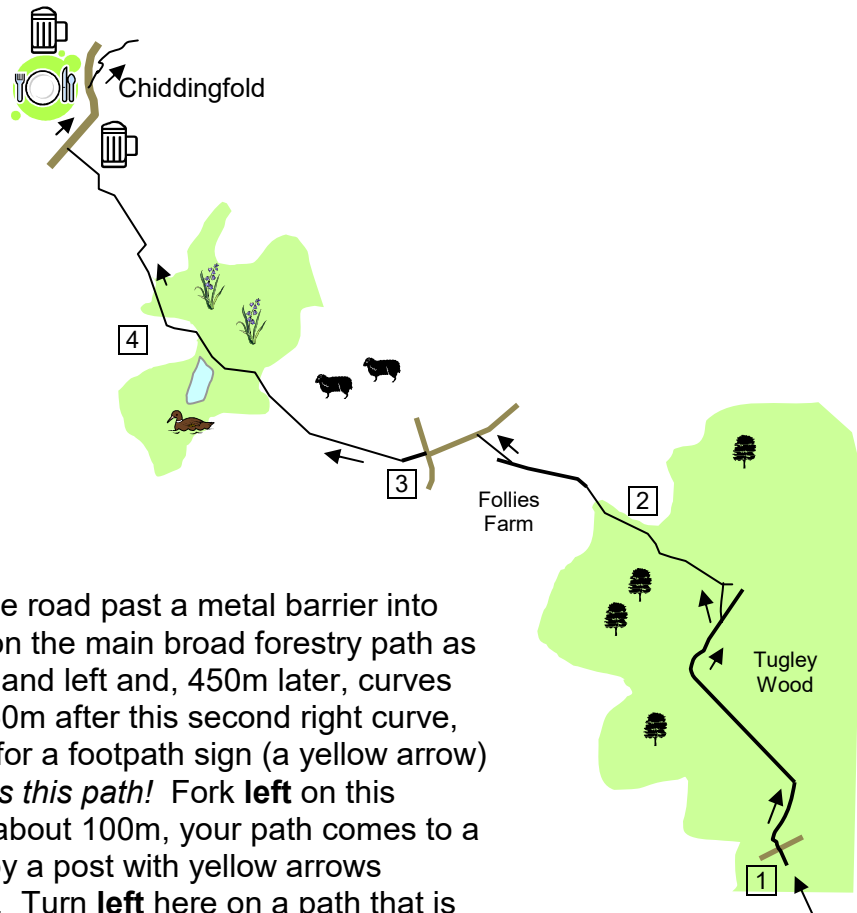 Chiddingfold
4
3
2
Follies
Farm
Tugley
Wood
1
e road past a metal barrier into
on the main broad forestry path as
and left and, 450m later, curves
0m after this second right curve,
for a footpath sign (a yellow arrow)
s this path! Fork left on this
about 100m, your path comes to a
by a post with yellow arrows
. Turn left here on a path that is